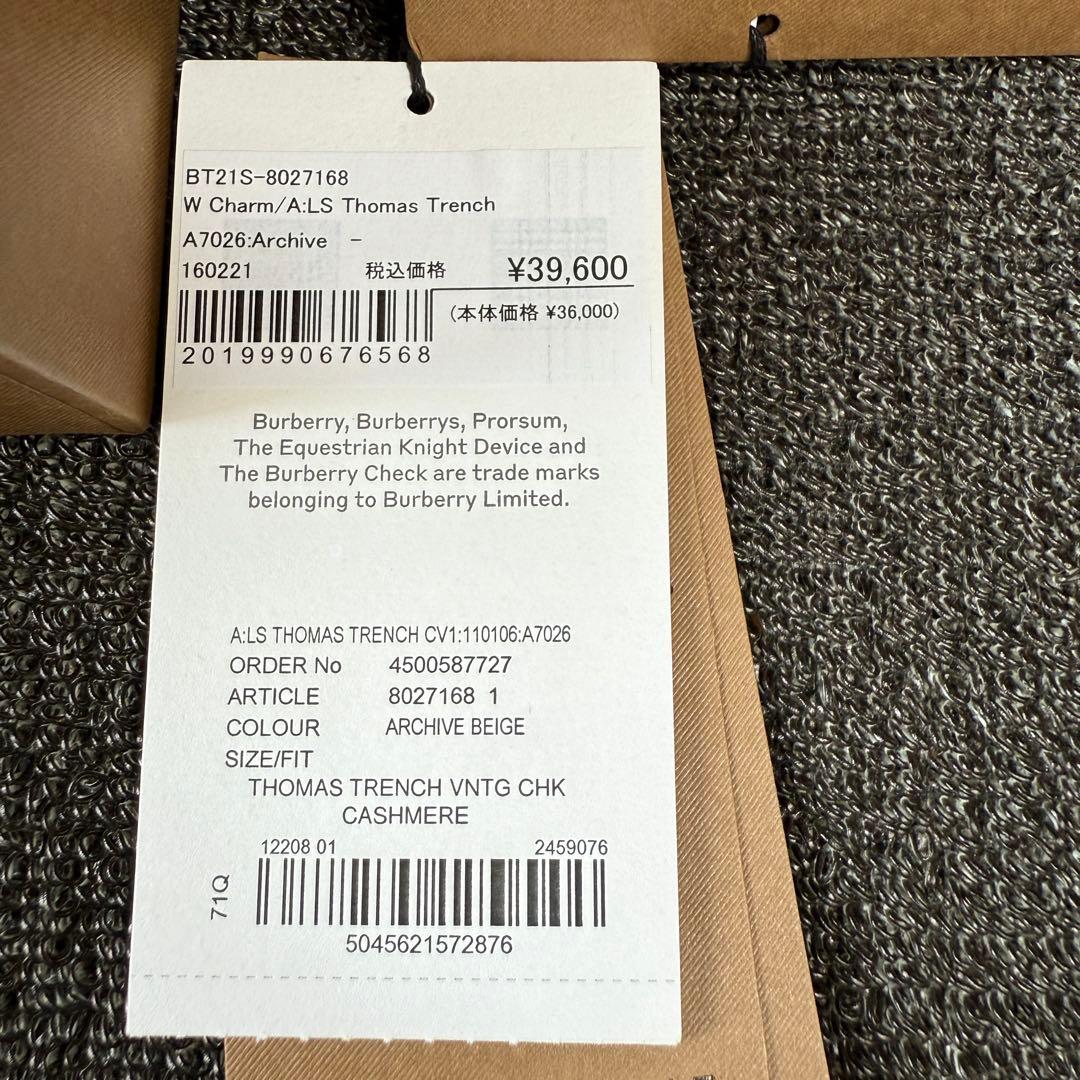 BT21S-8027168
W Charm/A:LS Thomas Trench
A7026:Archive -
160221 税込価格 ¥39,600
(本体価格 ¥36,000)
2019990676568
Burberry, Burberrys, Prorsum,
The Equestrian Knight Device and
The Burberry Check are trade marks
belonging to Burberry Limited.
A:LS THOMAS TRENCH CV1:110106:A7026
ORDER No 4500587727
ARTICLE 8027168 1
COLOUR ARCHIVE BEIGE
SIZE/FIT
THOMAS TRENCH VNTG CHK
CASHMERE
12208 01 2459076
71Q
5045621572876